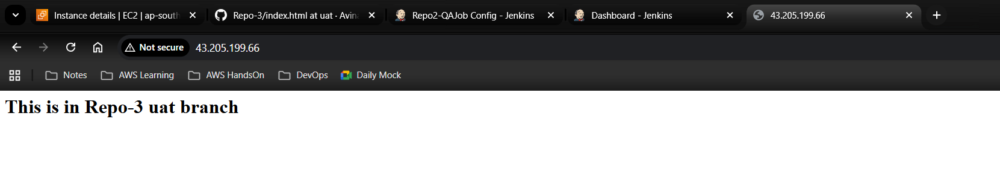 Instance details | EC2 | ap-south
Repo-3/index.html at uat · Avina
Repo2-QAJob Config - Jenkins
Dashboard - Jenkins
43.205.199.66
Not secure 43.205.199.66
Notes AWS Learning AWS HandsOn DevOps Daily Mock
This is in Repo-3 uat branch